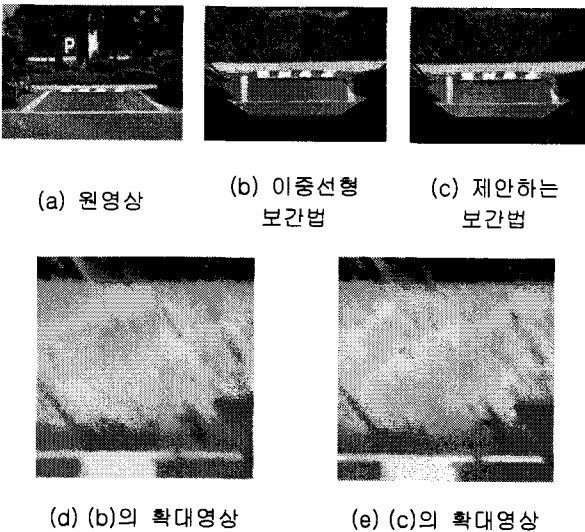 P
(a) 원영상
(b) 이중선형
보간법
(c) 제안하는
보간법
(d) (b)의 확대영상
(e) (c)의 확대영상